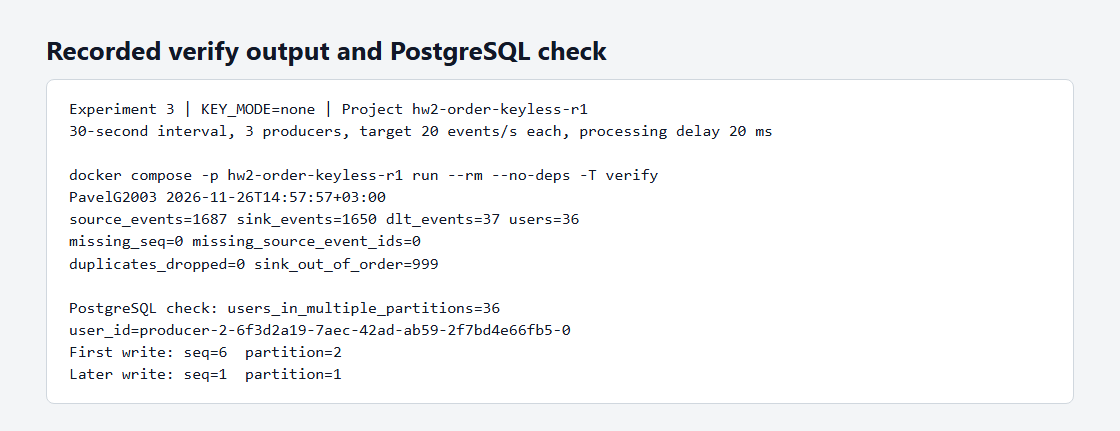 Recorded verify output and PostgreSQL check
Experiment 3 | KEY_MODE=none | Project hw2-order-keyless-r1
30-second interval, 3 producers, target 20 events/s each, processing delay 20 ms
docker compose -p hw2-order-keyless-r1 run --rm --no-deps -T verify
PavelG2003 2026-11-26T14:57:57+03:00
source_events=1687 sink_events=1650 dlt_events=37 users=36
missing_seq=0 missing_source_event_ids=0
duplicates_dropped=0 sink_out_of_order=999
PostgreSQL check: users_in_multiple_partitions=36
user_id=producer-2-6f3d2a19-7aec-42ad-ab59-2f7bd4e66fb5-0
First write: seq=6  partition=2
Later write: seq=1  partition=1